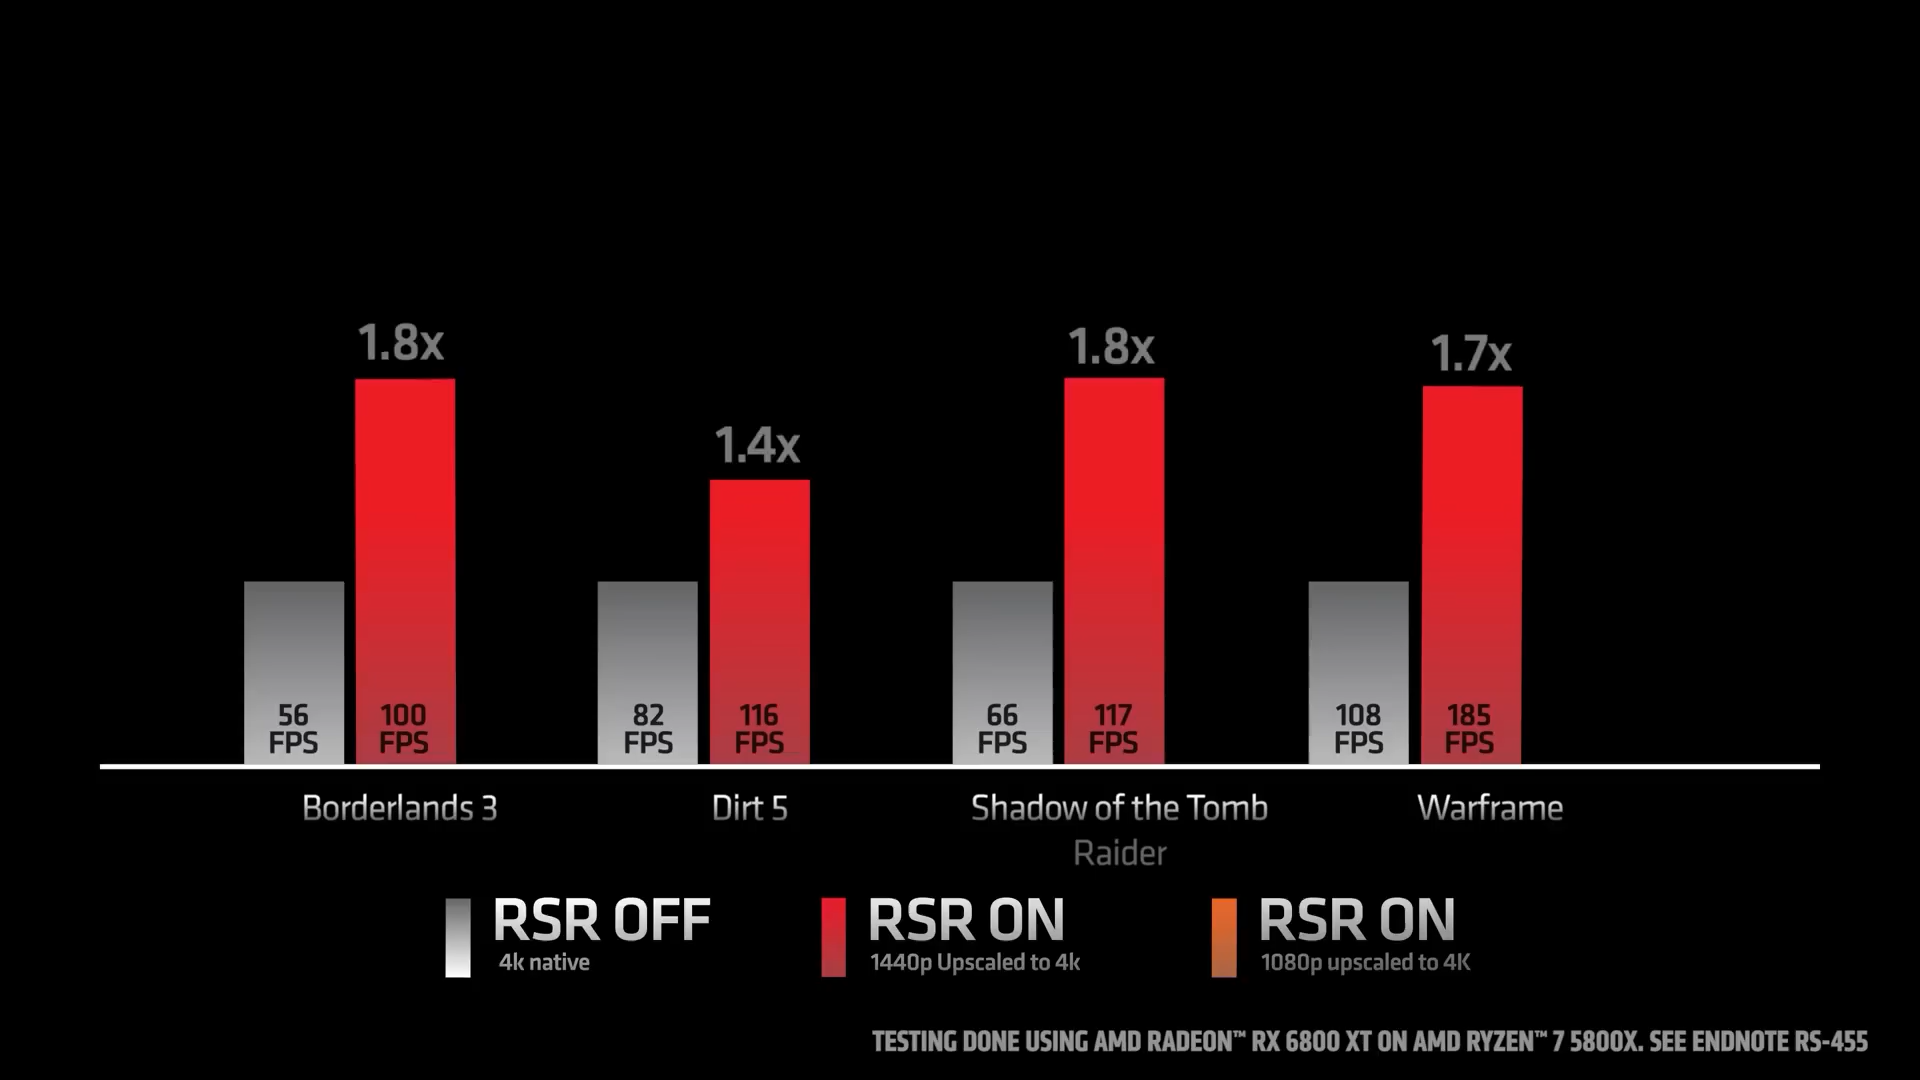 1.8x
1.4x
1.8x
1.7x
56
FPS
100
FPS
82
FPS
116
FPS
66
FPS
117
FPS
108
FPS
185
FPS
Borderlands 3
Dirt 5
Shadow of the Tomb
Raider
Warframe
RSR OFF
4k native
RSR ON
1440p Upscaled to 4k
RSR ON
1080p upscaled to 4K
TESTING DONE USING AMD RADEON™ RX 6800 XT ON AMD RYZEN™ 7 5800X. SEE ENDNOTE RS-455